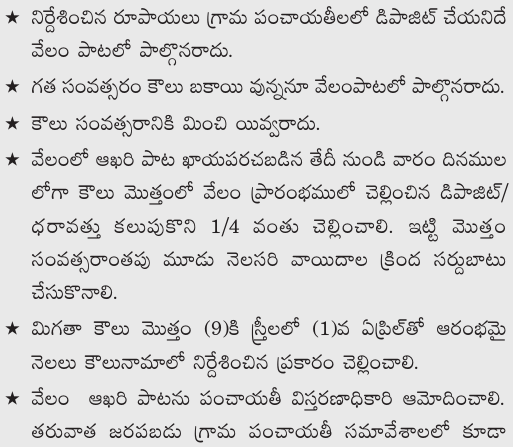 ★ నిర్దేశించిన రూపాయలు గ్రామ పంచాయతీలలో డిపాజిట్ చేయనిదే
వేలం పాటలో పాల్గొనరాదు.
★ గత సంవత్సరం కౌలు బకాయి వున్ననూ వేలంపాటలో పాల్గొనరాదు.
★ కౌలు సంవత్సరానికి మించి యివ్వరాదు.
★ వేలంలో ఆఖరి పాట ఖాయపరచబడిన తేదీ నుండి వారం దినముల
లోగా కౌలు మొత్తంలో వేలం ప్రారంభములో చెల్లించిన డిపాజిట్/
ధరావత్తు కలుపుకొని 1/4 వంతు చెల్లించాలి. ఇట్టి మొత్తం
సంవత్సరాంతపు మూడు నెలసరి వాయిదాల క్రింద సర్దుబాటు
చేసుకొనాలి.
★ మిగతా కౌలు మొత్తం (9)కి స్త్రీలలో (1)వ ఏప్రిల్‌తో ఆరంభమై
నెలలు కౌలునామాలో నిర్దేశించిన ప్రకారం చెల్లించాలి.
★ వేలం ఆఖరి పాటను పంచాయతీ విస్తరణాధికారి ఆమోదించాలి.
తరువాత జరపబడు గ్రామ పంచాయతీ సమావేశాలలో కూడా